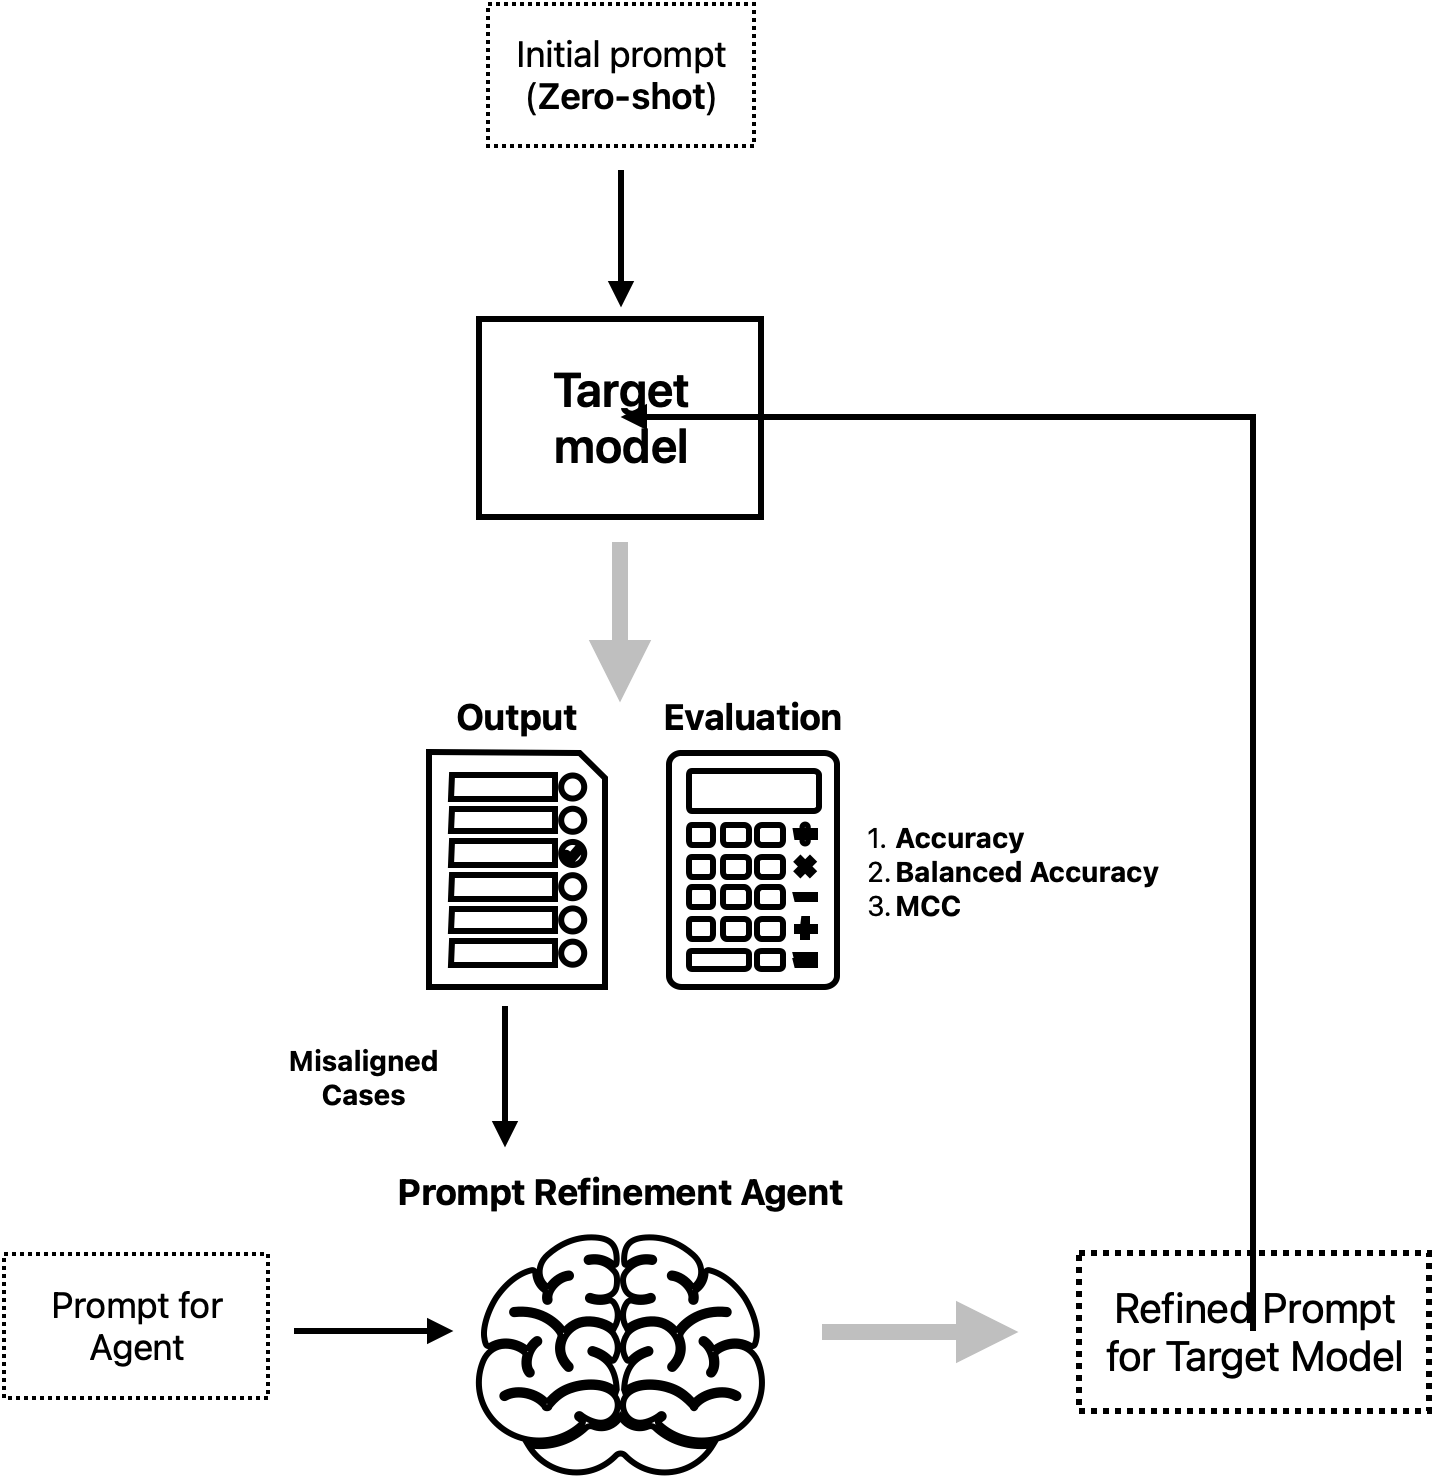 Initial prompt
(Zero-shot)
Target
model
Output
Evaluation
1. Accuracy
2. Balanced Accuracy
3. MCC
Misaligned
Cases
Prompt Refinement Agent
Prompt for
Agent
Refined Prompt
for Target Model